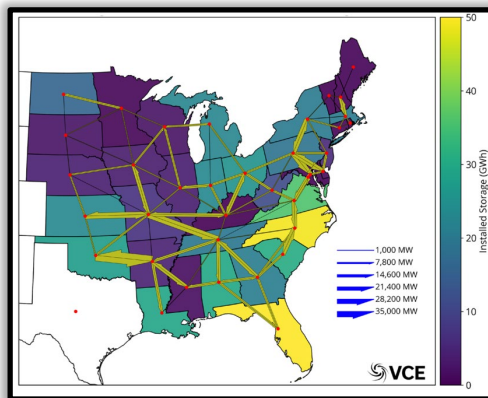 50
40
30
20
10
0
Installed Storage (GWh)
1,000 MW
7,800 MW
14,600 MW
21,400 MW
28,200 MW
35,000 MW
VCE